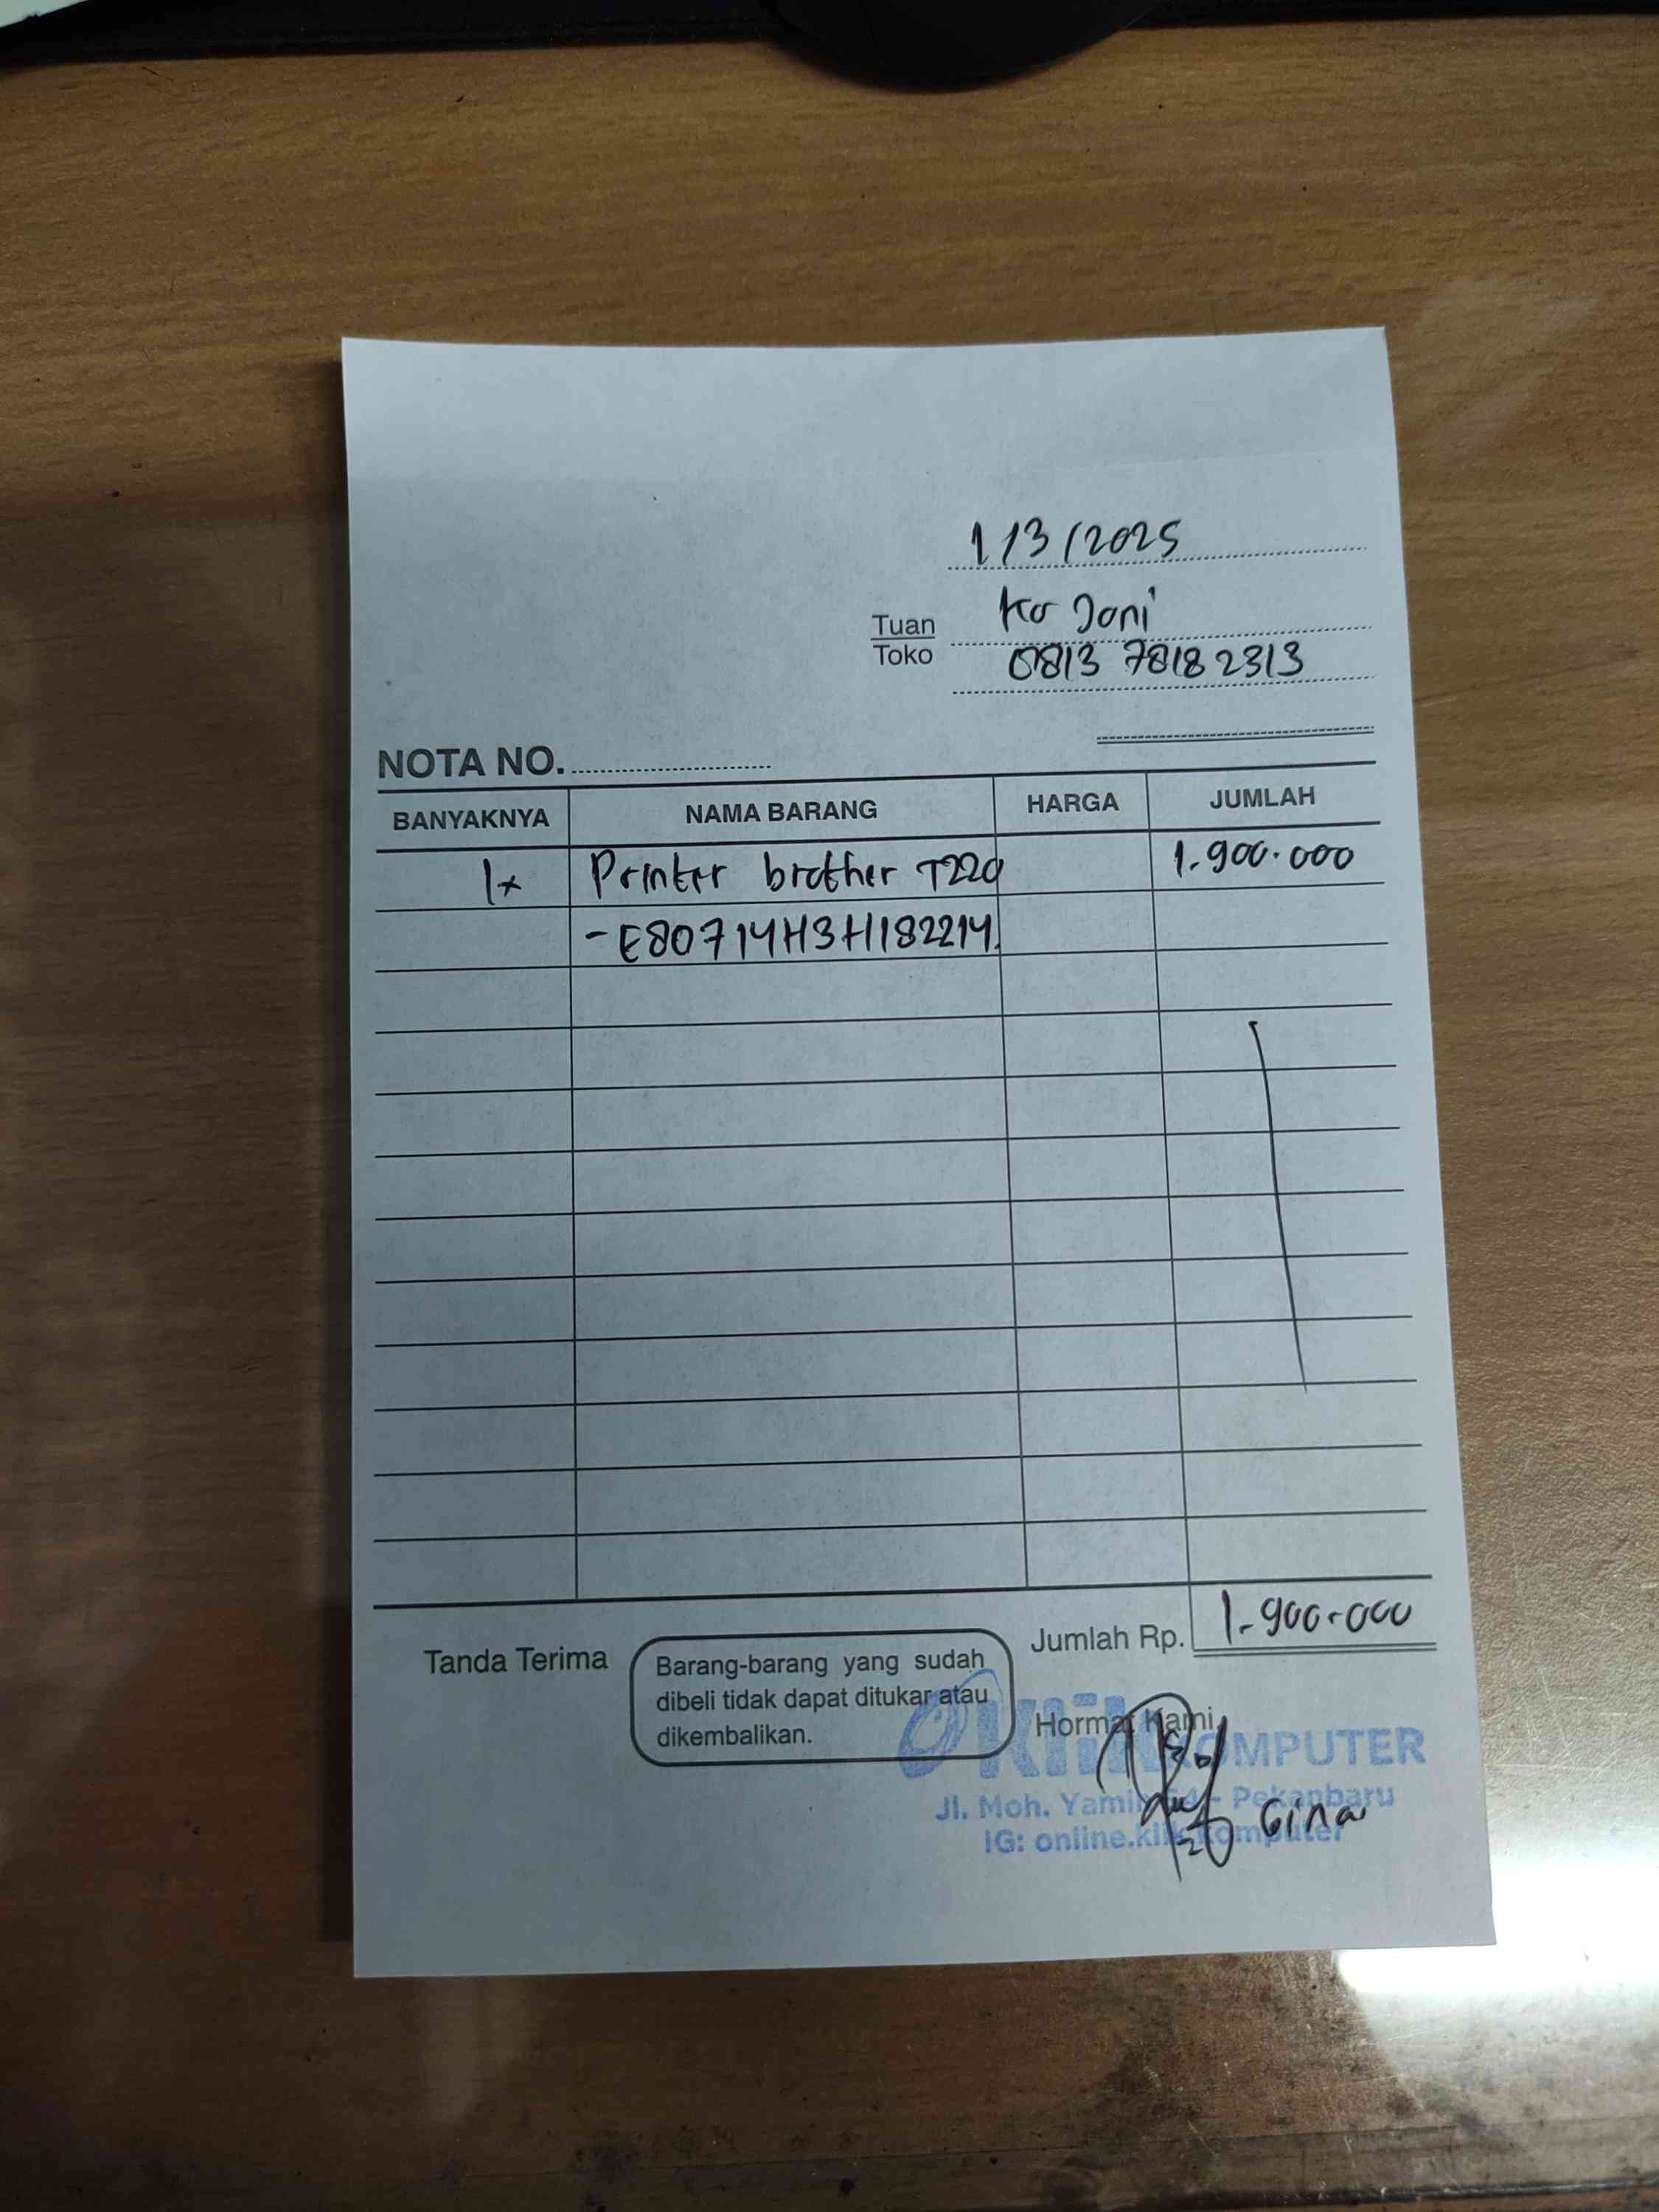 1/3/2025
Tuan Ko Joni
Toko 0813 7818 2313
NOTA NO.
BANYAKNYA NAMA BARANG HARGA JUMLAH
1x Printer brother T220 1.900.000
- E80714H3H182214
Jumlah Rp. 1.900.000
Tanda Terima
Barang-barang yang sudah
dibeli tidak dapat ditukar atau
dikembalikan.
Hormat Kami,
Klik KOMPUTER
Jl. Moh. Yamin - Pekanbaru
IG: online.klik.komputer
Gina